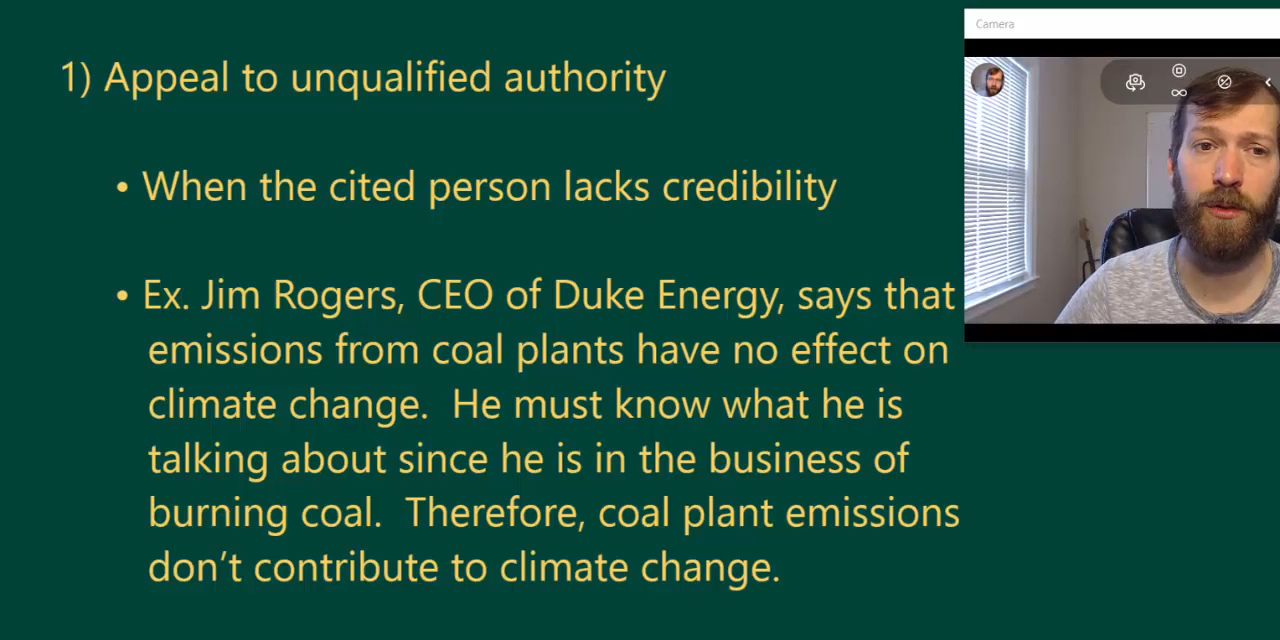 1) Appeal to unqualified authority
• When the cited person lacks credibility
• Ex. Jim Rogers, CEO of Duke Energy, says that
emissions from coal plants have no effect on
climate change.  He must know what he is
talking about since he is in the business of
burning coal.  Therefore, coal plant emissions
don’t contribute to climate change.
Camera